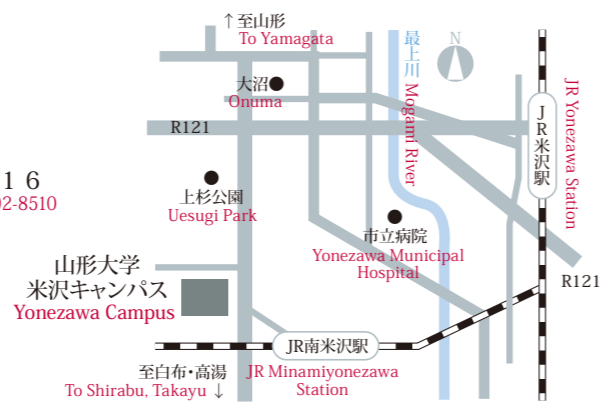 ↑至山形
To Yamagata
最上川
Mogami River
N
大沼
Onuma
R121
JR米沢駅
JR Yonezawa Station
16
02-8510
上杉公園
Uesugi Park
市立病院
Yonezawa Municipal
Hospital
山形大学
米沢キャンパス
Yonezawa Campus
R121
JR南米沢駅
JR Minamiyonezawa
Station
至白布・高湯
To Shirabu, Takayu ↓